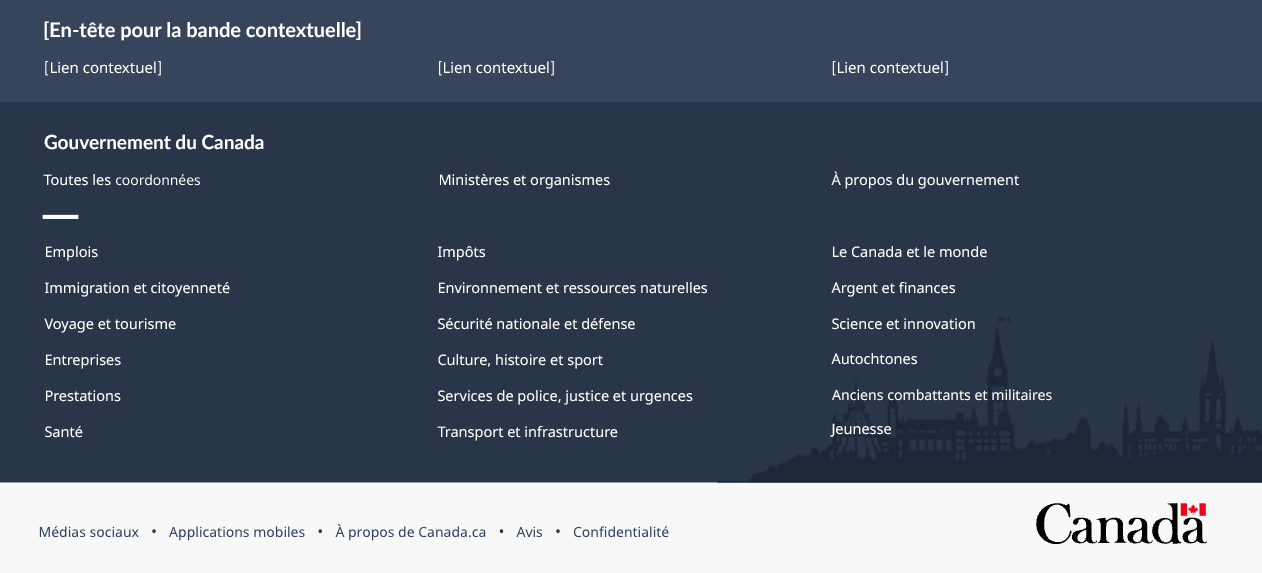 [En-tête pour la bande contextuelle]
[Lien contextuel] [Lien contextuel] [Lien contextuel]
Gouvernement du Canada
Toutes les coordonnées Ministères et organismes À propos du gouvernement
Emplois Impôts Le Canada et le monde
Immigration et citoyenneté Environnement et ressources naturelles Argent et finances
Voyage et tourisme Sécurité nationale et défense Science et innovation
Entreprises Culture, histoire et sport Autochtones
Prestations Services de police, justice et urgences Anciens combattants et militaires
Santé Transport et infrastructure Jeunesse
Médias sociaux • Applications mobiles • À propos de Canada.ca • Avis • Confidentialité Canada